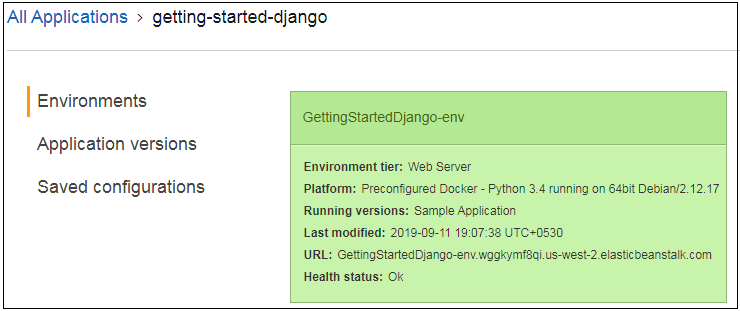 All Applications > getting-started-django
Environments
Application versions
Saved configurations
GettingStartedDjango-env
Environment tier: Web Server
Platform: Preconfigured Docker - Python 3.4 running on 64bit Debian/2.12.17
Running versions: Sample Application
Last modified: 2019-09-11 19:07:38 UTC+0530
URL: GettingStartedDjango-env.wggkymf8qi.us-west-2.elasticbeanstalk.com
Health status: Ok